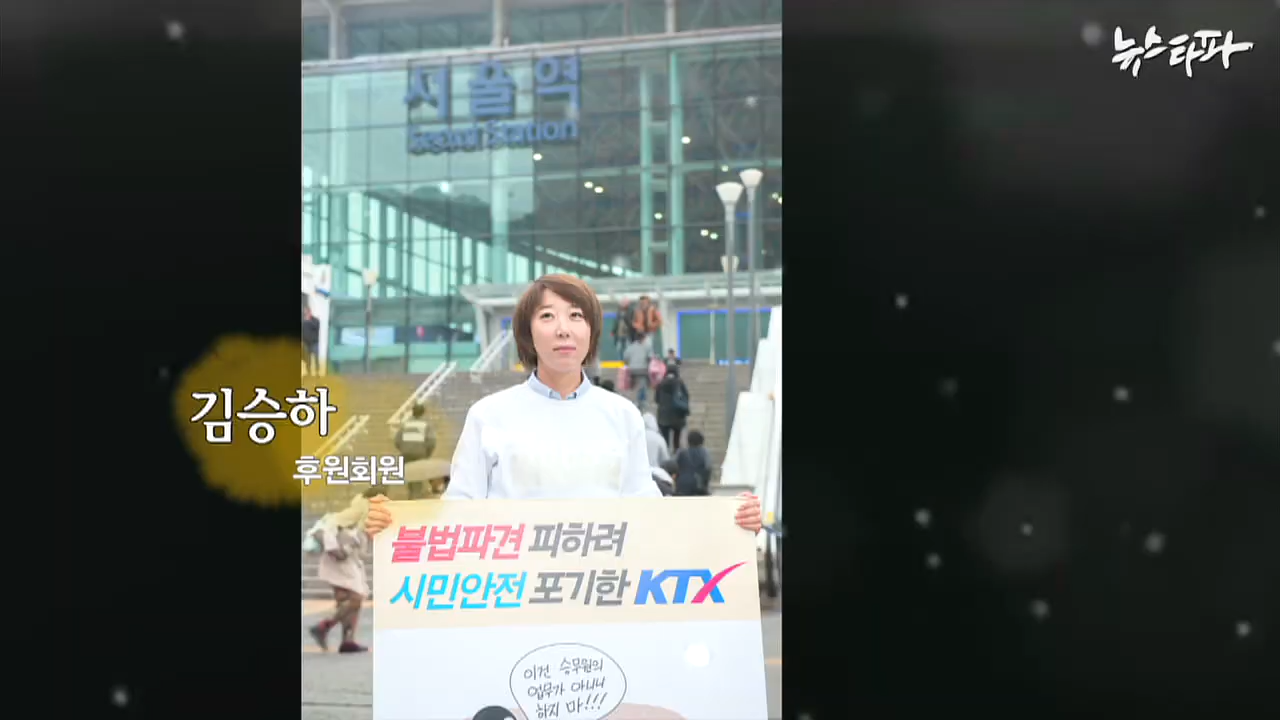 뉴스타파
서울역
Seoul Station
김승하
후원회원
불법파견 피하려
시민안전 포기한 KTX
이건 승무원의
업무가 아니니
하지 마!!!